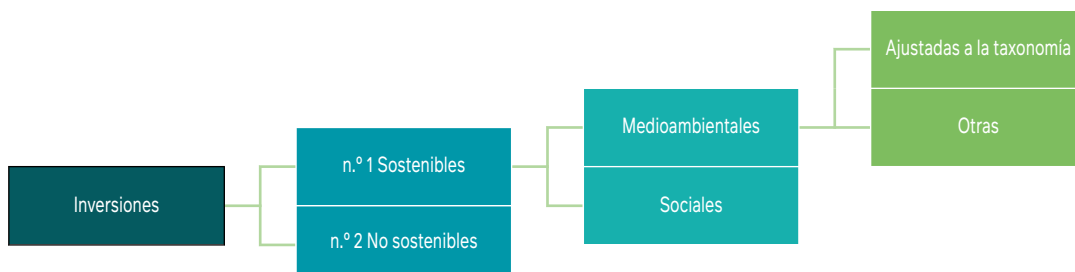 Inversiones
n.º 1 Sostenibles
n.º 2 No sostenibles
Medioambientales
Sociales
Ajustadas a la taxonomía
Otras